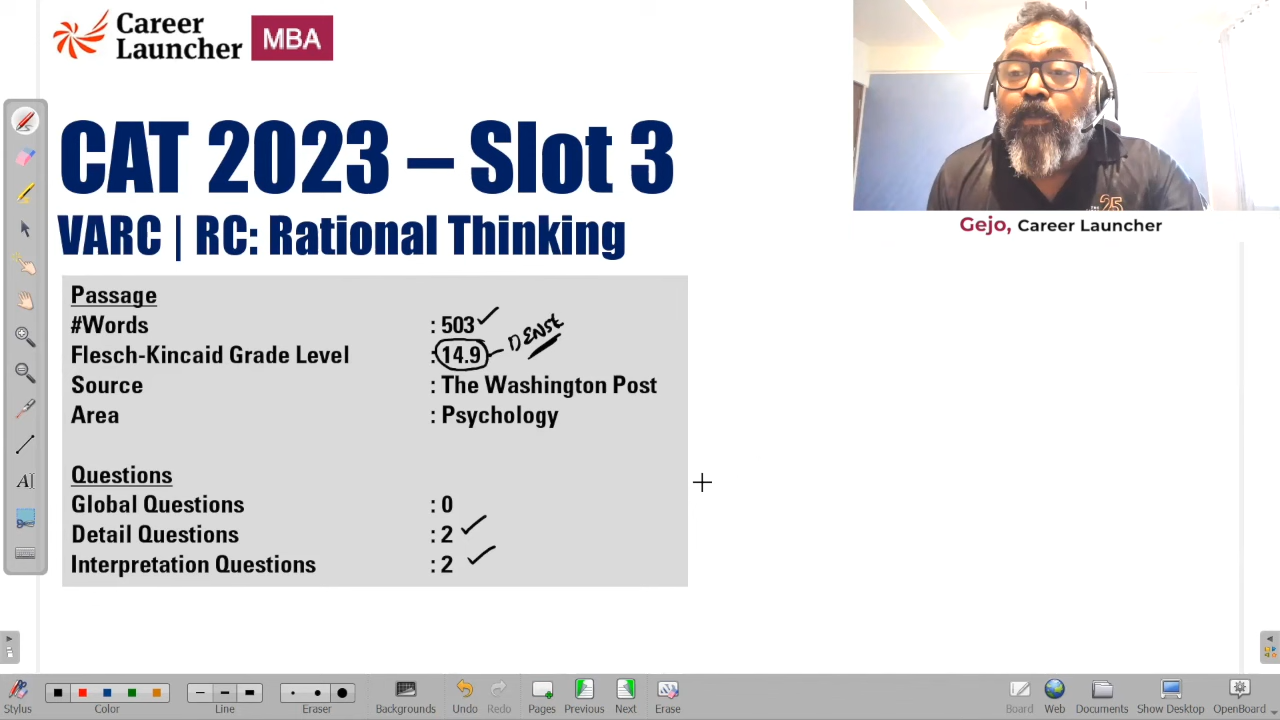 Career
Launcher
MBA
CAT 2023 – Slot 3
VARC | RC: Rational Thinking
Passage
#Words : 503
Flesch-Kincaid Grade Level : 14.9 DENSE
Source : The Washington Post
Area : Psychology
Questions
Global Questions : 0
Detail Questions : 2
Interpretation Questions : 2
25
Gejo, Career Launcher
Stylus
Color
Line
Eraser
Backgrounds
Undo
Redo
Pages
Previous
Next
Erase
Board
Web
Documents
Show Desktop
OpenBoard